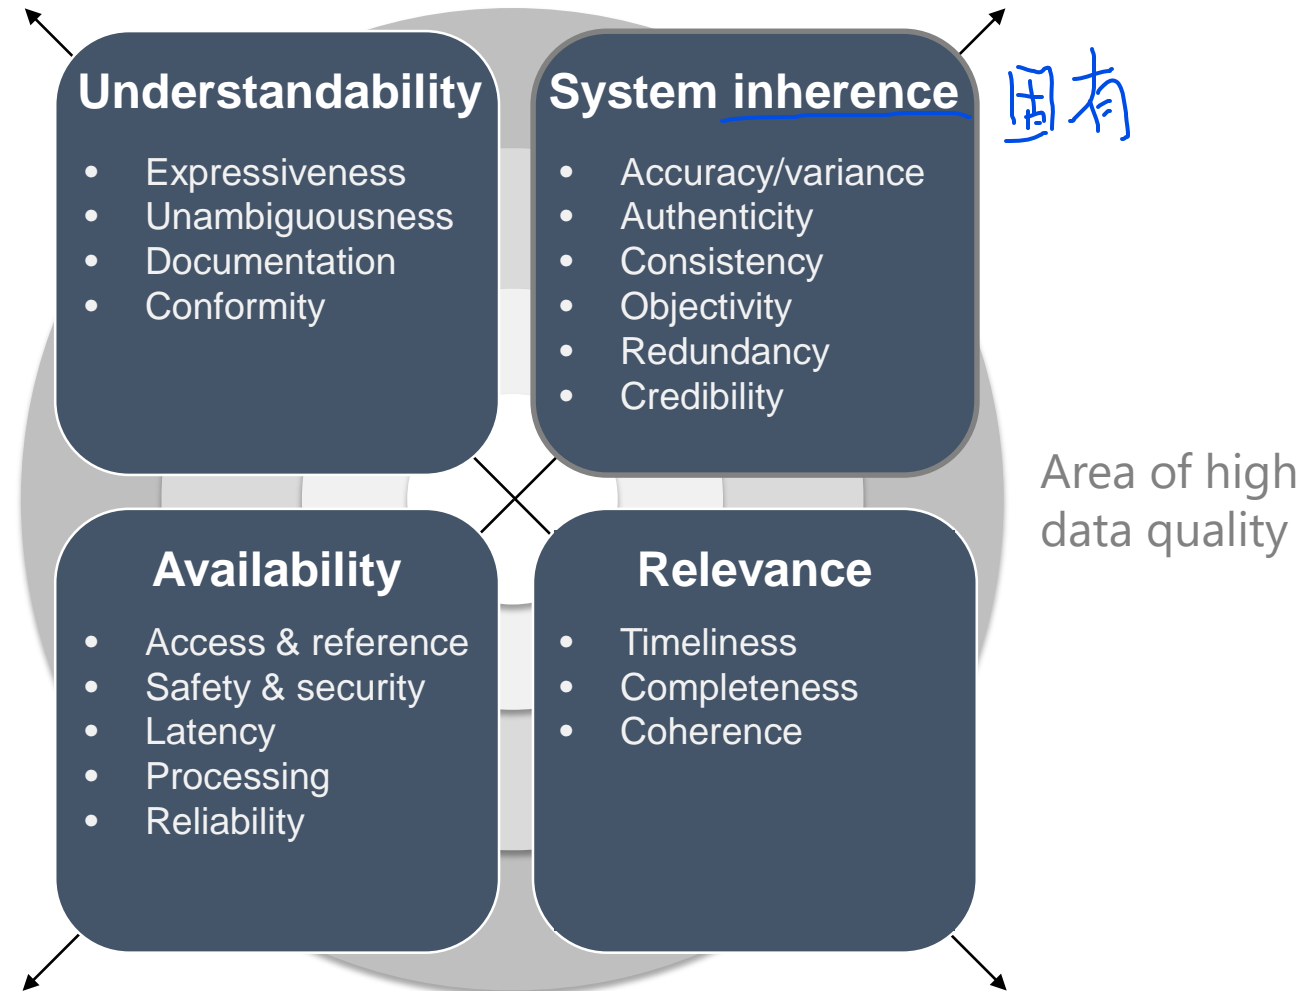 Understandability
• Expressiveness
• Unambiguousness
• Documentation
• Conformity
System inherence
固有
• Accuracy/variance
• Authenticity
• Consistency
• Objectivity
• Redundancy
• Credibility
Area of high
data quality
Availability
• Access & reference
• Safety & security
• Latency
• Processing
• Reliability
Relevance
• Timeliness
• Completeness
• Coherence